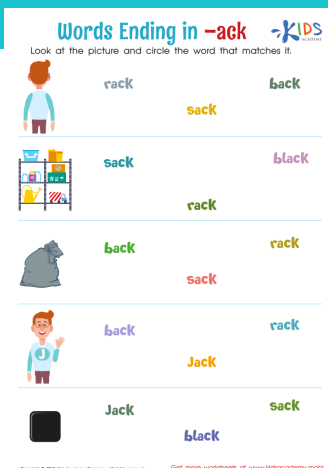 Words Ending in -ack
KIDS
ACADEMY
Look at the picture and circle the word that matches it.
rack
back
sack
sack
black
rack
back
rack
sack
J
back
rack
Jack
Jack
sack
black
Get more worksheets at www.kidsacademy.mobi